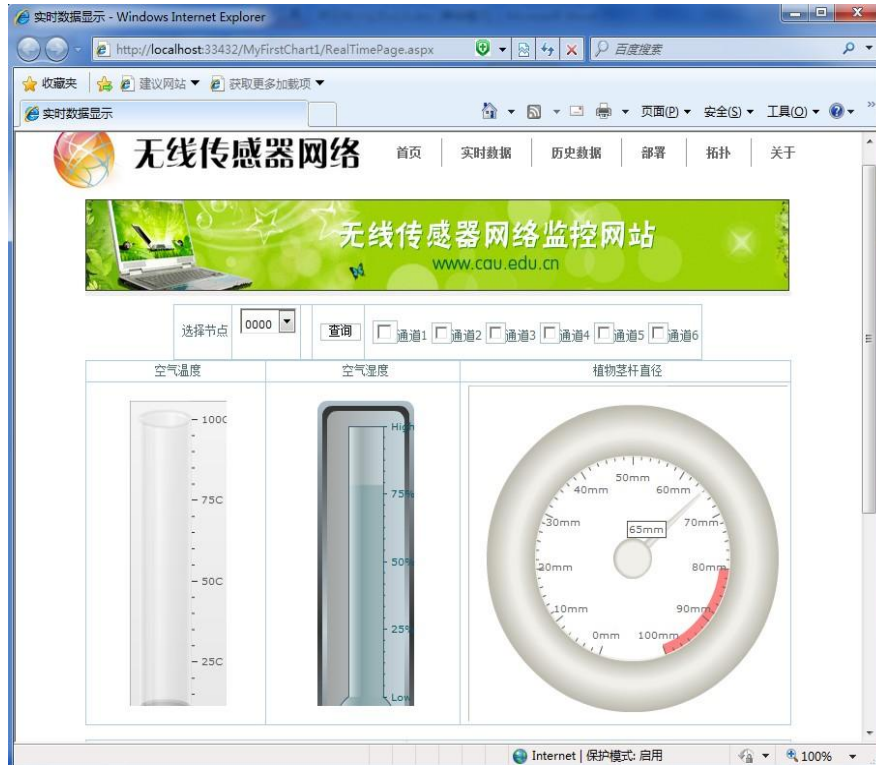 实时数据显示 - Windows Internet Explorer
http://localhost:33432/MyFirstChart1/RealTimePage.aspx 百度搜索
收藏夹 建议网站 获取更多加载项
实时数据显示 页面(P) 安全(S) 工具(O)
无线传感器网络 首页 实时数据 历史数据 部署 拓扑 关于
无线传感器网络监控网站
www.cau.edu.cn
选择节点 0000 查询 通道1 通道2 通道3 通道4 通道5 通道6
空气温度 空气湿度 植物茎杆直径
100C
75C
50C
25C
High
75%
50%
25%
Low
50mm
40mm 60mm
30mm 65mm 70mm
20mm 80mm
10mm 90mm
0mm 100mm
Internet | 保护模式: 启用 100%